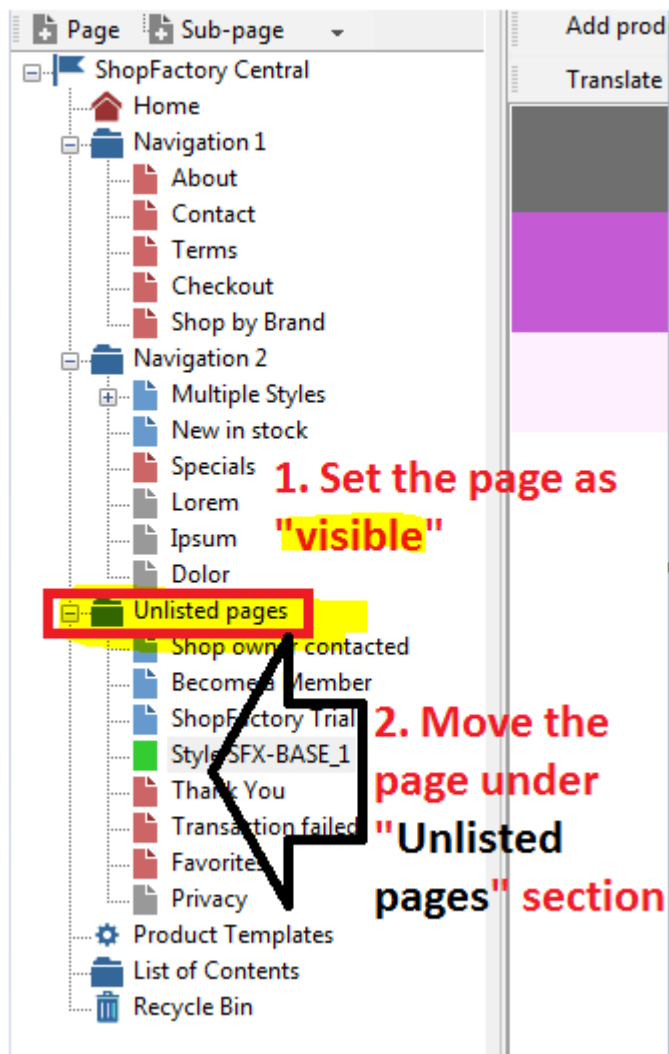 Page Sub-page Add prod
ShopFactory Central Translate
Home
Navigation 1
About
Contact
Terms
Checkout
Shop by Brand
Navigation 2
Multiple Styles
New in stock
Specials
Lorem
Ipsum
Dolor
1. Set the page as
"visible"
Unlisted pages
Shop owner contacted
Become a Member
ShopFactory Trial
Style SFX-BASE_1
Thank You
Transaction failed
Favorites
Privacy
2. Move the
page under
"Unlisted
pages" section
Product Templates
List of Contents
Recycle Bin